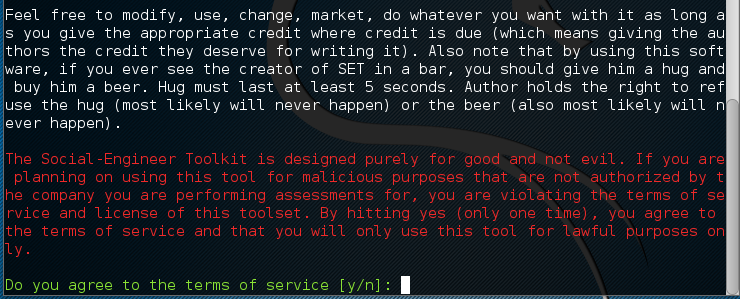 Feel free to modify, use, change, market, do whatever you want with it as long a
s you give the appropriate credit where credit is due (which means giving the au
thors the credit they deserve for writing it). Also note that by using this soft
ware, if you ever see the creator of SET in a bar, you should give him a hug and
 buy him a beer. Hug must last at least 5 seconds. Author holds the right to ref
use the hug (most likely will never happen) or the beer (also most likely will n
ever happen).
The Social-Engineer Toolkit is designed purely for good and not evil. If you are
 planning on using this tool for malicious purposes that are not authorized by t
he company you are performing assessments for, you are violating the terms of se
rvice and license of this toolset. By hitting yes (only one time), you agree to
the terms of service and that you will only use this tool for lawful purposes on
ly.
Do you agree to the terms of service [y/n]: